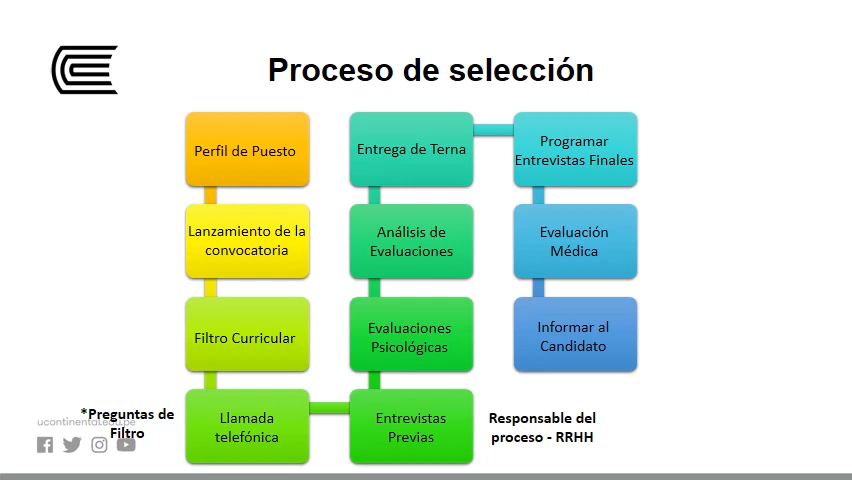 Proceso de selección
Perfil de Puesto
Lanzamiento de la
convocatoria
Filtro Curricular
Llamada
telefónica
*Preguntas de
Filtro
Entrevistas
Previas
Responsable del
proceso - RRHH
Evaluaciones
Psicológicas
Análisis de
Evaluaciones
Entrega de Terna
Programar
Entrevistas Finales
Evaluación
Médica
Informar al
Candidato
ucontinental.edu.pe